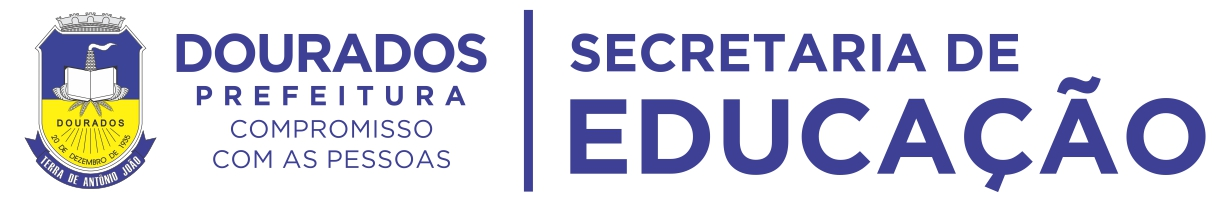 DOURADOS
20 DE DEZEMBRO DE 1935
TERRA DE ANTÔNIO JOÃO
DOURADOS
PREFEITURA
COMPROMISSO
COM AS PESSOAS
SECRETARIA DE
EDUCAÇÃO